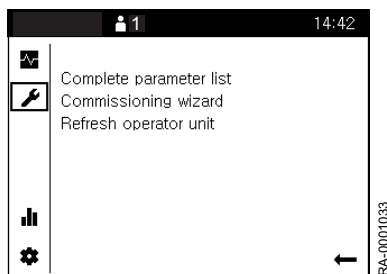 1 14:42
Complete parameter list
Commissioning wizard
Refresh operator unit
RA-0001033